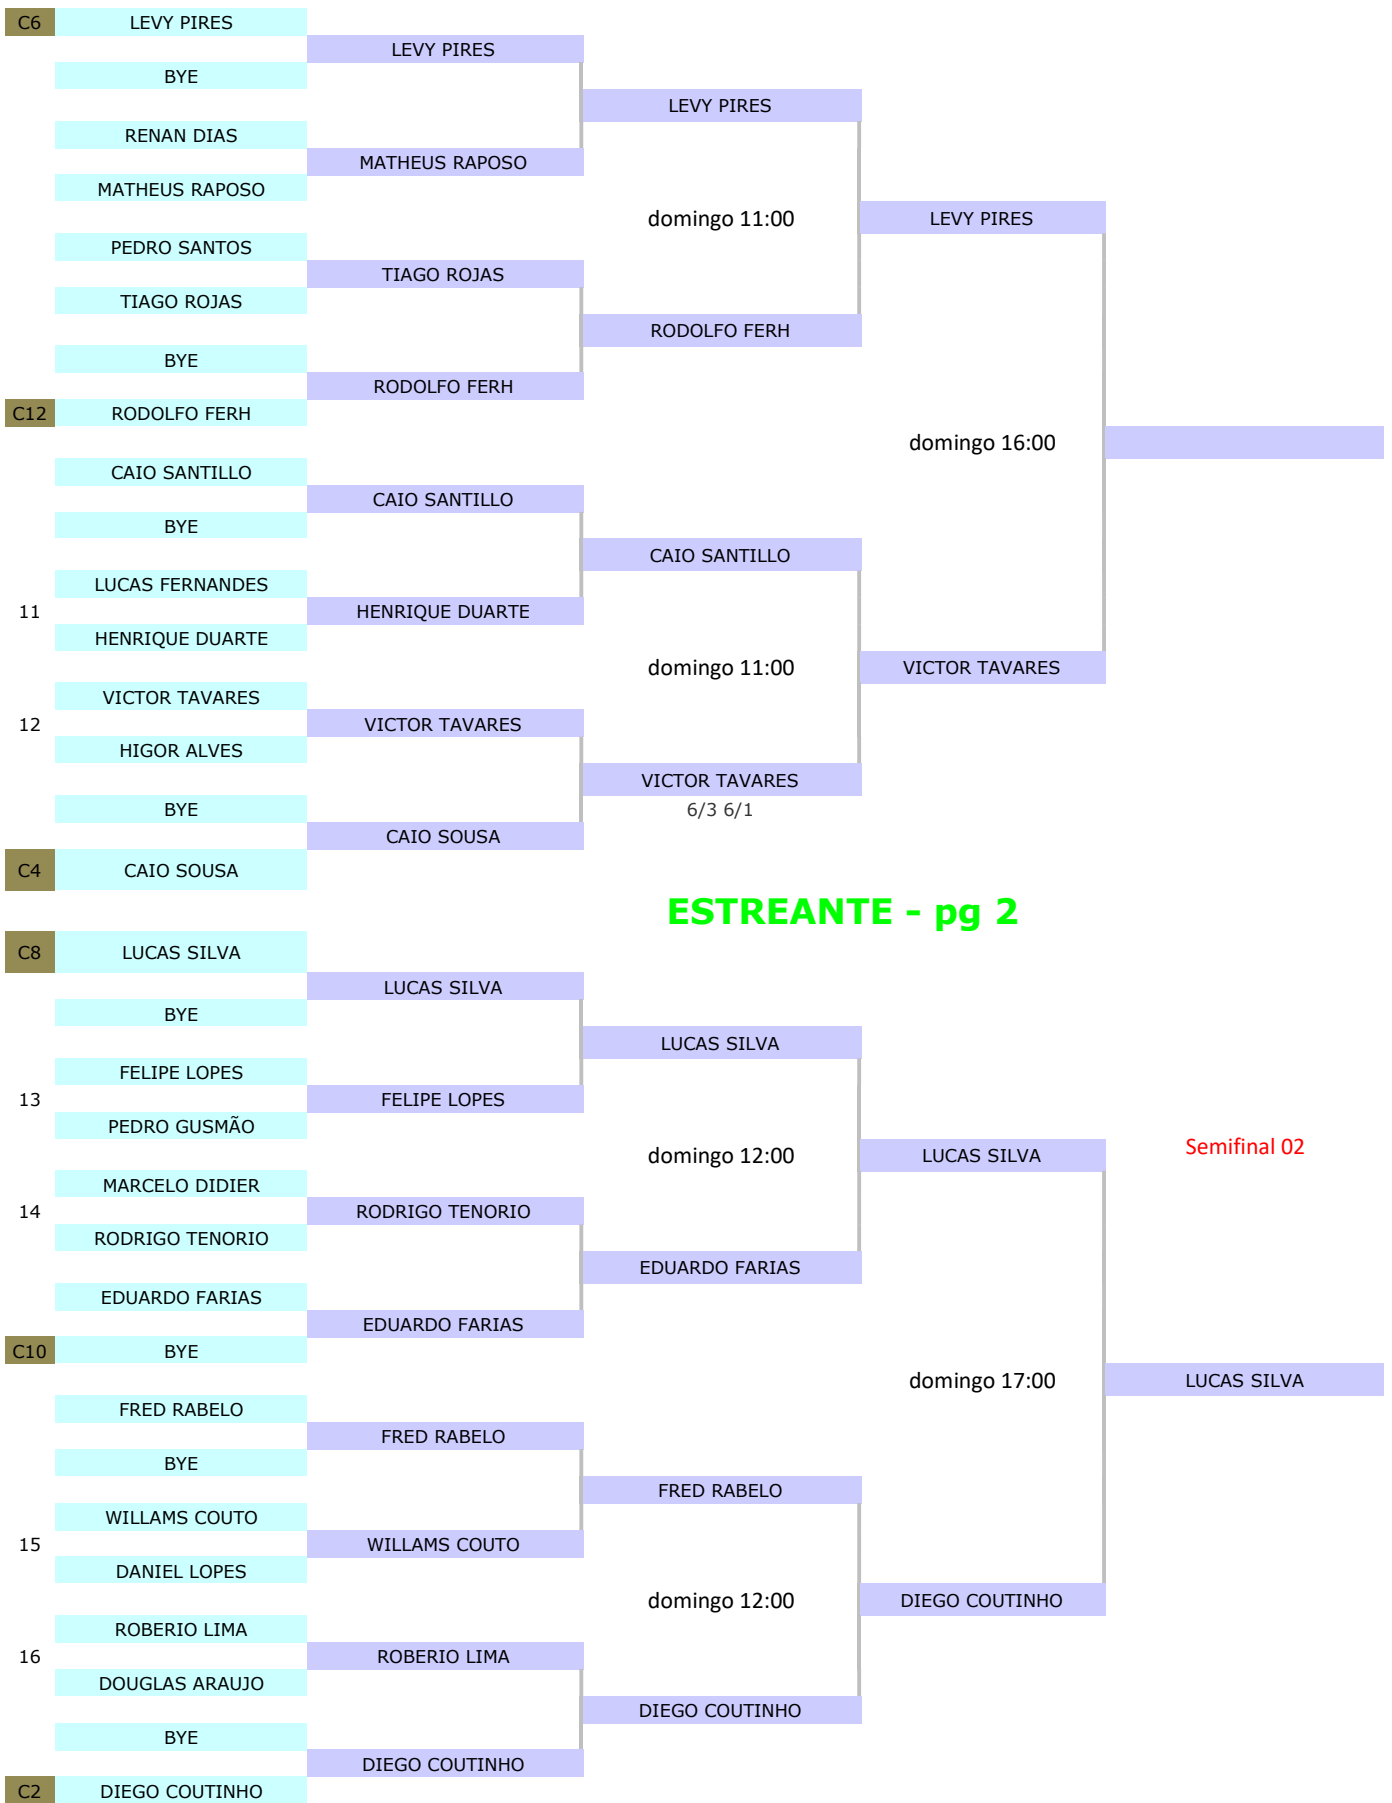 C6 LEVY PIRES
LEVY PIRES
BYE
LEVY PIRES
RENAN DIAS
MATHEUS RAPOSO
MATHEUS RAPOSO
domingo 11:00 LEVY PIRES
PEDRO SANTOS
TIAGO ROJAS
TIAGO ROJAS
RODOLFO FERH
BYE
RODOLFO FERH
C12 RODOLFO FERH
domingo 16:00
CAIO SANTILLO
CAIO SANTILLO
BYE
CAIO SANTILLO
LUCAS FERNANDES
11 HENRIQUE DUARTE
HENRIQUE DUARTE
domingo 11:00 VICTOR TAVARES
VICTOR TAVARES
12 VICTOR TAVARES
HIGOR ALVES
VICTOR TAVARES
BYE 6/3 6/1
CAIO SOUSA
C4 CAIO SOUSA
ESTREANTE - pg 2
C8 LUCAS SILVA
LUCAS SILVA
BYE
LUCAS SILVA
FELIPE LOPES
13 FELIPE LOPES
PEDRO GUSMÃO
domingo 12:00 LUCAS SILVA Semifinal 02
MARCELO DIDIER
14 RODRIGO TENORIO
RODRIGO TENORIO
EDUARDO FARIAS
EDUARDO FARIAS
EDUARDO FARIAS
C10 BYE
domingo 17:00 LUCAS SILVA
FRED RABELO
FRED RABELO
BYE
FRED RABELO
WILLAMS COUTO
15 WILLAMS COUTO
DANIEL LOPES
domingo 12:00 DIEGO COUTINHO
ROBERIO LIMA
16 ROBERIO LIMA
DOUGLAS ARAUJO
DIEGO COUTINHO
BYE
DIEGO COUTINHO
C2 DIEGO COUTINHO